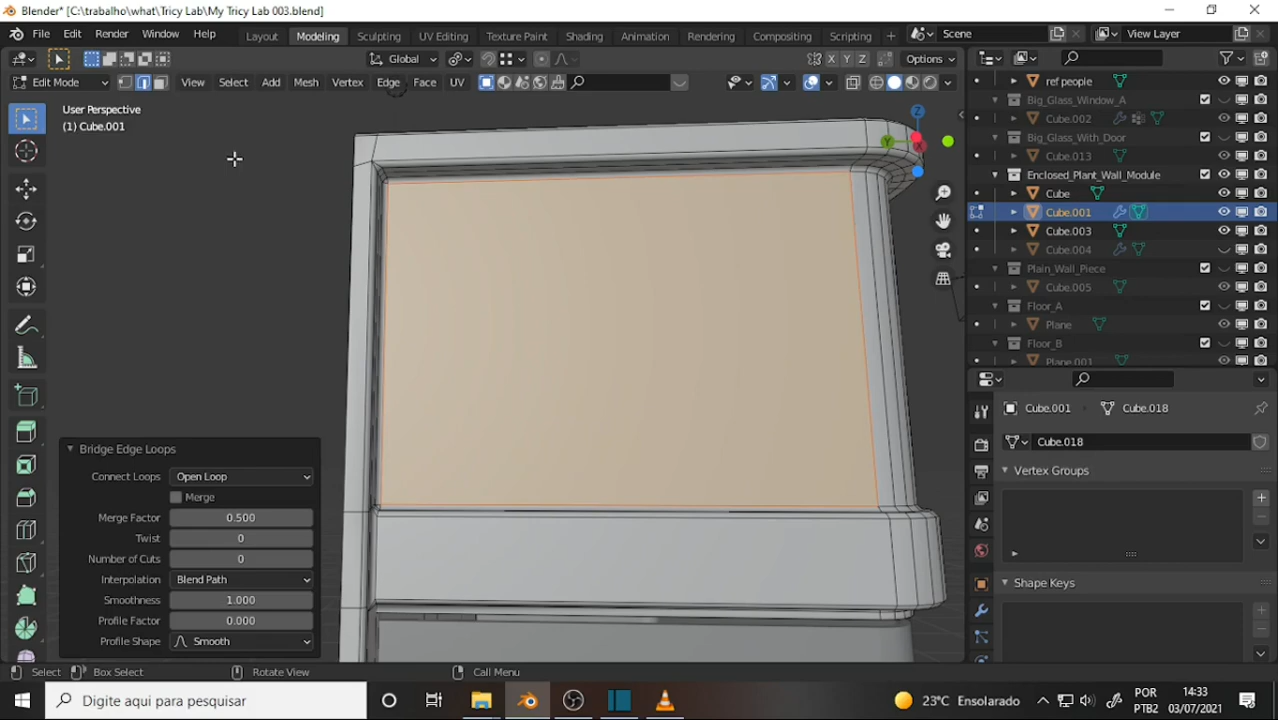 Blender* [C:\trabalho\what\Tricy Lab\My Tricy Lab 003.blend]
File Edit Render Window Help Layout Modeling Sculpting UV Editing Texture Paint Shading Animation Rendering Compositing Scripting + Scene View Layer
Global X Y Z Options
Edit Mode View Select Add Mesh Vertex Edge Face UV
User Perspective
(1) Cube.001
Z
Y
X
ref people
Big_Glass_Window_A
Cube.002
Big_Glass_With_Door
Cube.013
Enclosed_Plant_Wall_Module
Cube
Cube.001
Cube.003
Cube.004
Plain_Wall_Piece
Cube.005
Floor_A
Plane
Floor_B
Plane.001
Cube.001 Cube.018
Cube.018
Vertex Groups
Shape Keys
Bridge Edge Loops
Connect Loops Open Loop
Merge
Merge Factor 0.500
Twist 0
Number of Cuts 0
Interpolation Blend Path
Smoothness 1.000
Profile Factor 0.000
Profile Shape Smooth
Select Box Select Rotate View Call Menu
Digite aqui para pesquisar
23°C Ensolarado
POR
PTB2
14:33
03/07/2021